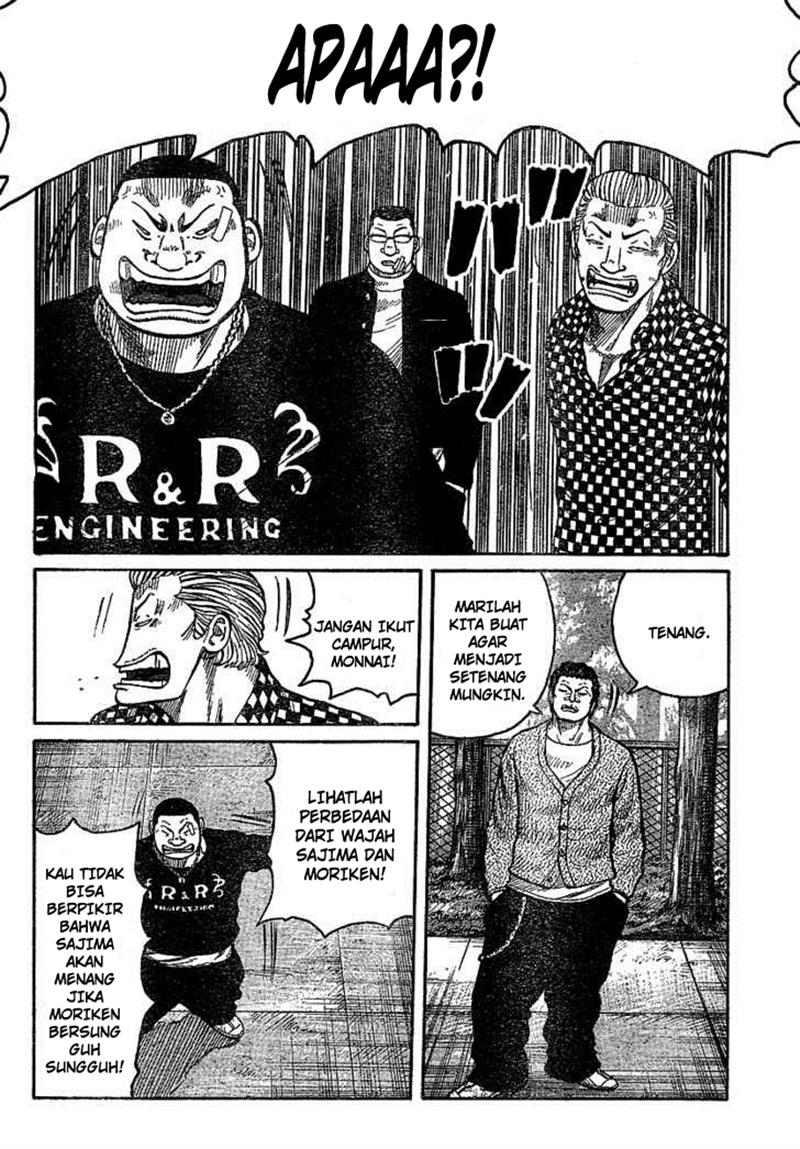 APAAA?!
R & R
ENGINEERING
TENANG.
MARILAH
KITA BUAT
AGAR
MENJADI
SETENANG
MUNGKIN.
JANGAN IKUT
CAMPUR,
MONNAI!
LIHATLAH
PERBEDAAN
DARI WAJAH
SAJIMA DAN
MORIKEN!
R & R
KAU TIDAK
BISA
BERPIKIR
BAHWA
SAJIMA
AKAN
MENANG
JIKA
MORIKEN
BERSUNG
GUH
SUNGGUH!